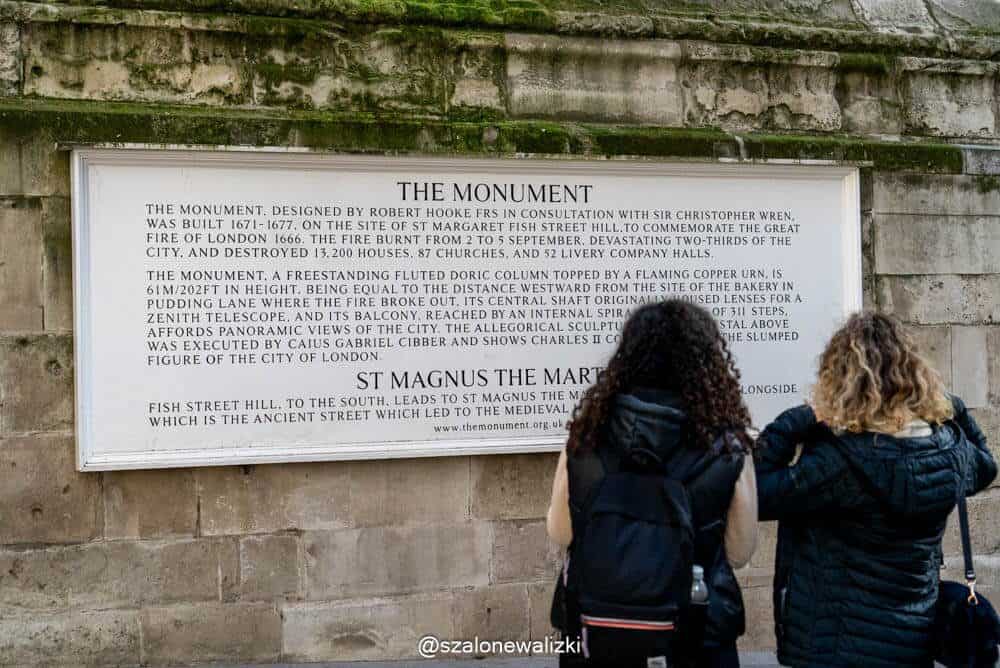 THE MONUMENT
THE MONUMENT, DESIGNED BY ROBERT HOOKE FRS IN CONSULTATION WITH SIR CHRISTOPHER WREN,
WAS BUILT 1671-1677, ON THE SITE OF ST MARGARET FISH STREET HILL, TO COMMEMORATE THE GREAT
FIRE OF LONDON 1666. THE FIRE BURNT FROM 2 TO 5 SEPTEMBER, DEVASTATING TWO-THIRDS OF THE
CITY, AND DESTROYED 13,200 HOUSES, 87 CHURCHES, AND 52 LIVERY COMPANY HALLS.
THE MONUMENT, A FREESTANDING FLUTED DORIC COLUMN TOPPED BY A FLAMING COPPER URN, IS
61M/202FT IN HEIGHT, BEING EQUAL TO THE DISTANCE WESTWARD FROM THE SITE OF THE BAKERY IN
PUDDING LANE WHERE THE FIRE BROKE OUT. ITS CENTRAL SHAFT ORIGINALLY HOUSED LENSES FOR A
ZENITH TELESCOPE, AND ITS BALCONY, REACHED BY AN INTERNAL OF 311 STEPS,
AFFORDS PANORAMIC VIEWS OF THE CITY. THE ALLEGORICAL ABOVE
WAS EXECUTED BY CAIUS GABRIEL CIBBER AND SHOWS CHARLES II THE SLUMPED
FIGURE OF THE CITY OF LONDON.
ST MAGNUS THE
FISH STREET HILL, TO THE SOUTH, LEADS TO ST MAGNUS THE
WHICH IS THE ANCIENT STREET WHICH LED TO THE MEDIEVAL
www.themonument.org.uk
@szalonewalizki